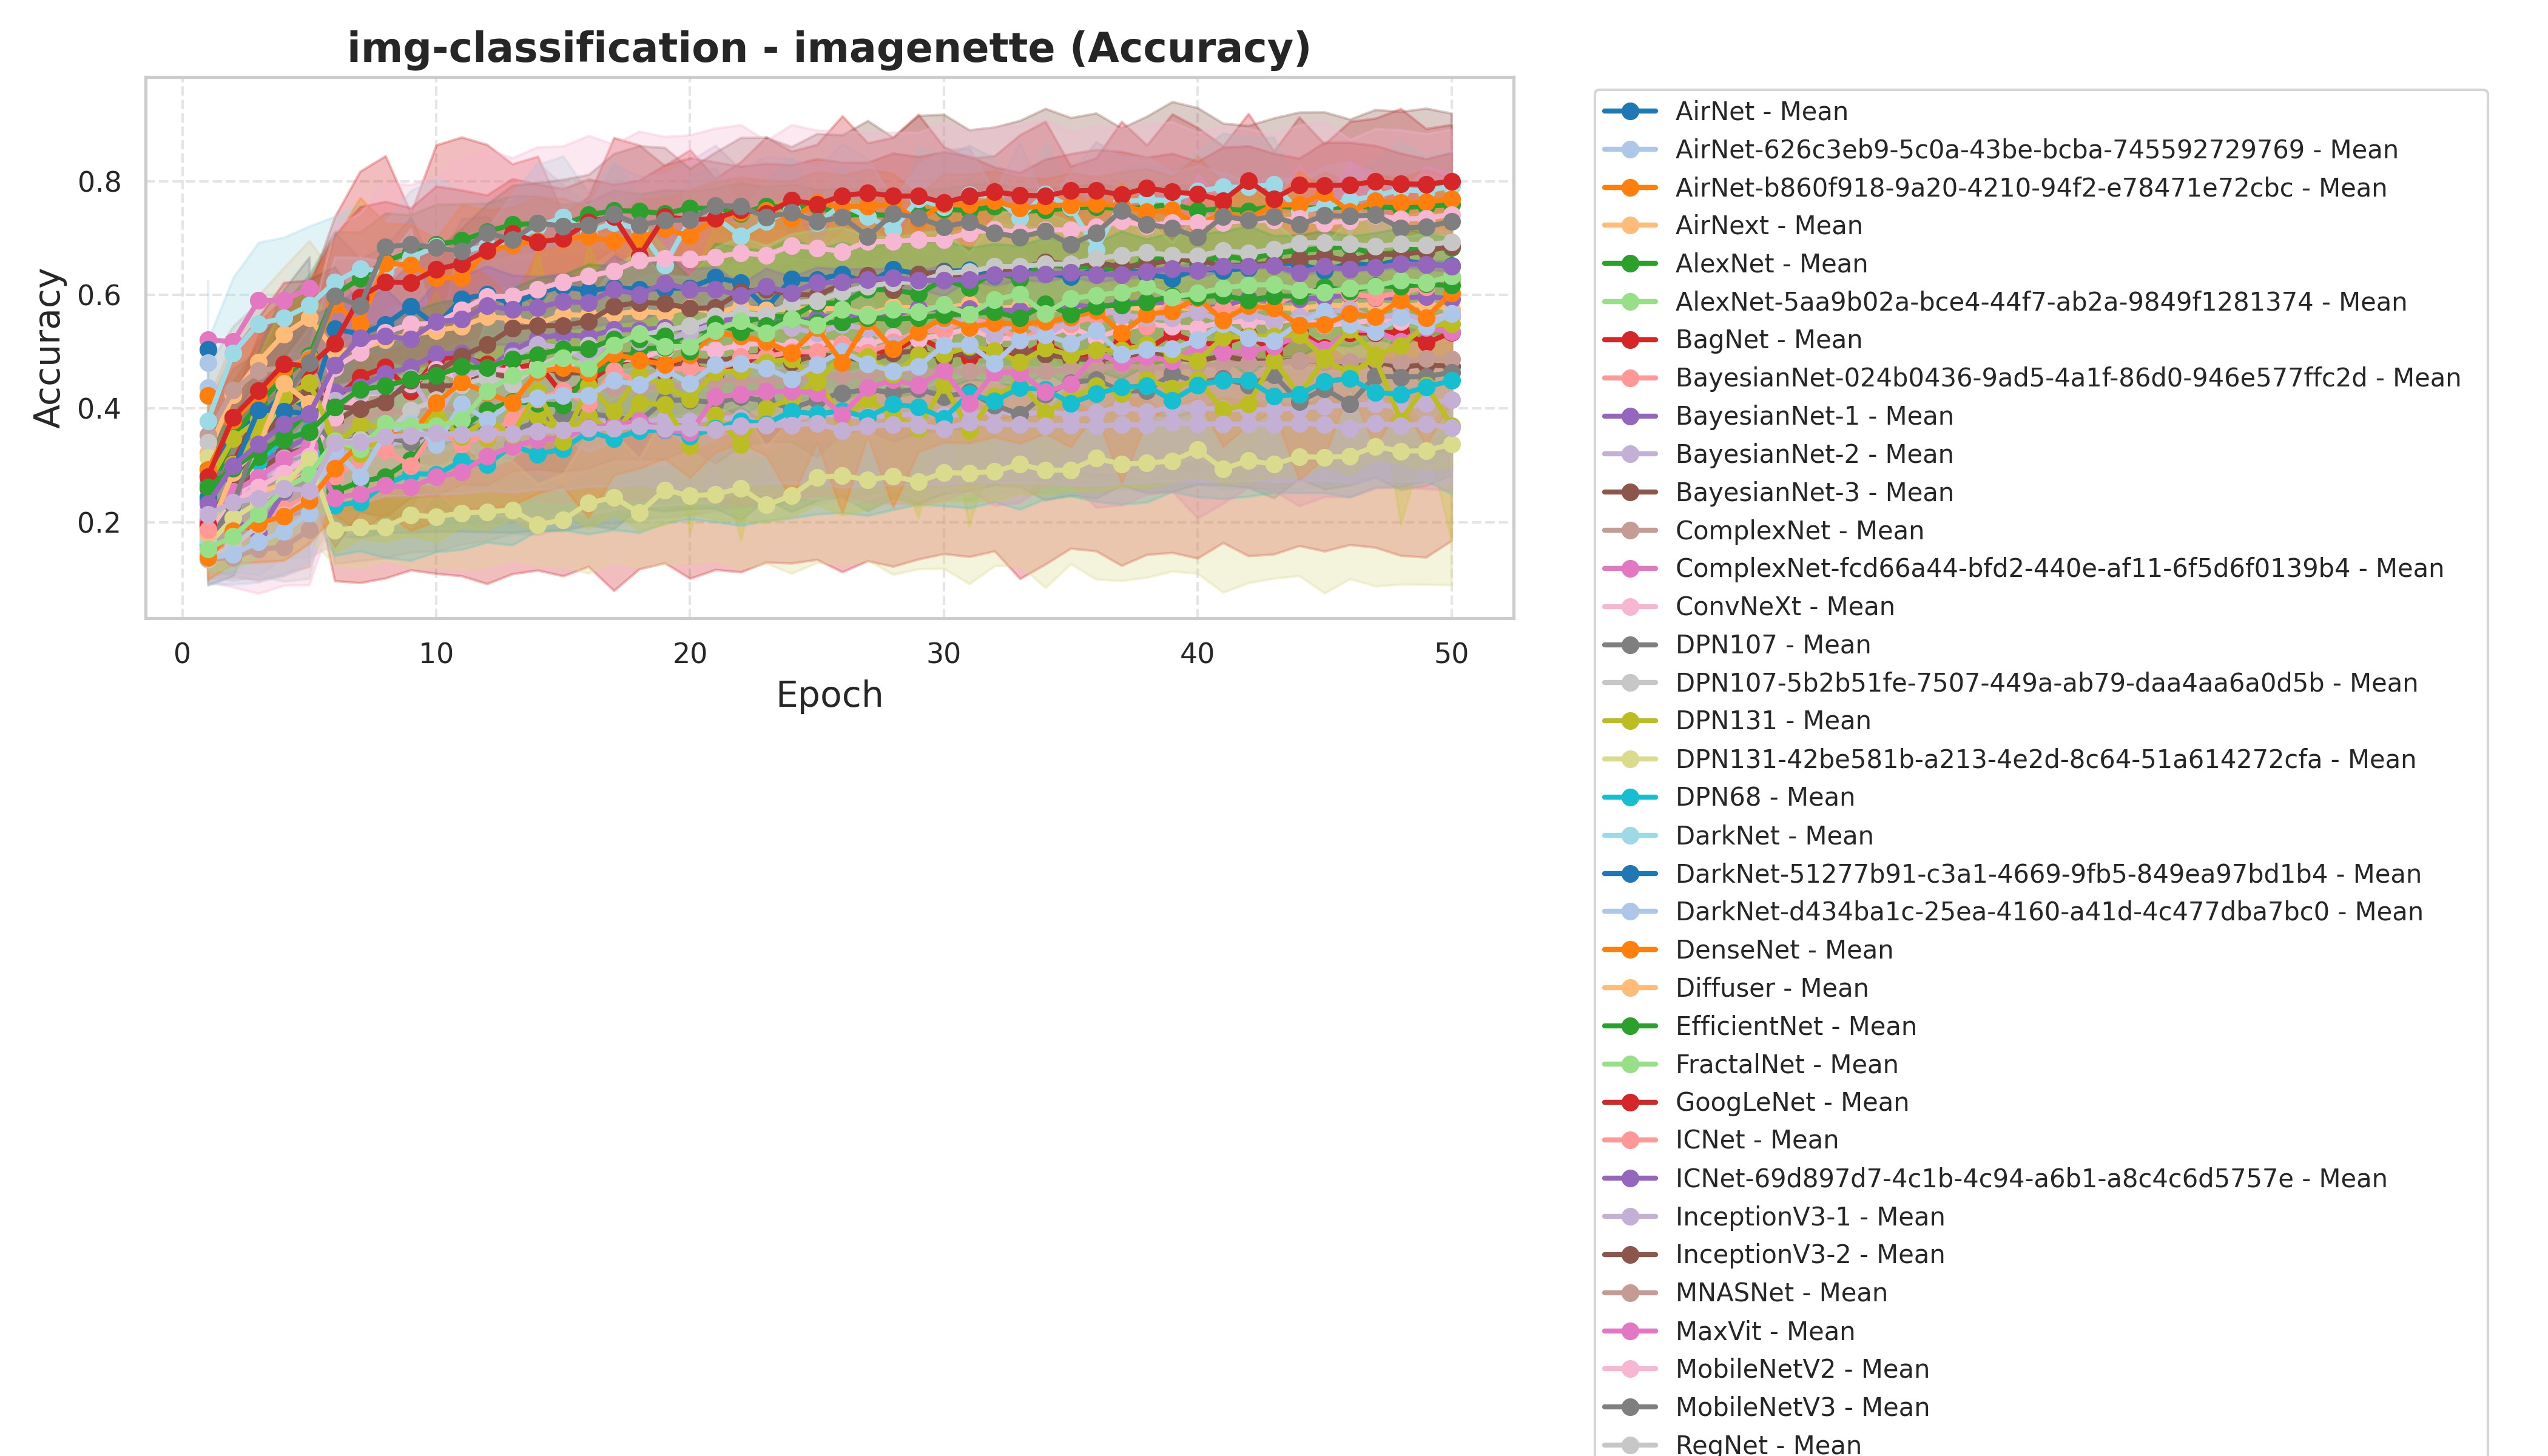 img-classification - imagenette (Accuracy)
Accuracy
0.8
0.6
0.4
0.2
0 10 20 30 40 50
Epoch
AirNet - Mean
AirNet-626c3eb9-5c0a-43be-bcba-745592729769 - Mean
AirNet-b860f918-9a20-4210-94f2-e78471e72cbc - Mean
AirNext - Mean
AlexNet - Mean
AlexNet-5aa9b02a-bce4-44f7-ab2a-9849f1281374 - Mean
BagNet - Mean
BayesianNet-024b0436-9ad5-4a1f-86d0-946e577ffc2d - Mean
BayesianNet-1 - Mean
BayesianNet-2 - Mean
BayesianNet-3 - Mean
ComplexNet - Mean
ComplexNet-fcd66a44-bfd2-440e-af11-6f5d6f0139b4 - Mean
ConvNeXt - Mean
DPN107 - Mean
DPN107-5b2b51fe-7507-449a-ab79-daa4aa6a0d5b - Mean
DPN131 - Mean
DPN131-42be581b-a213-4e2d-8c64-51a614272cfa - Mean
DPN68 - Mean
DarkNet - Mean
DarkNet-51277b91-c3a1-4669-9fb5-849ea97bd1b4 - Mean
DarkNet-d434ba1c-25ea-4160-a41d-4c477dba7bc0 - Mean
DenseNet - Mean
Diffuser - Mean
EfficientNet - Mean
FractalNet - Mean
GoogLeNet - Mean
ICNet - Mean
ICNet-69d897d7-4c1b-4c94-a6b1-a8c4c6d5757e - Mean
InceptionV3-1 - Mean
InceptionV3-2 - Mean
MNASNet - Mean
MaxVit - Mean
MobileNetV2 - Mean
MobileNetV3 - Mean
RegNet - Mean